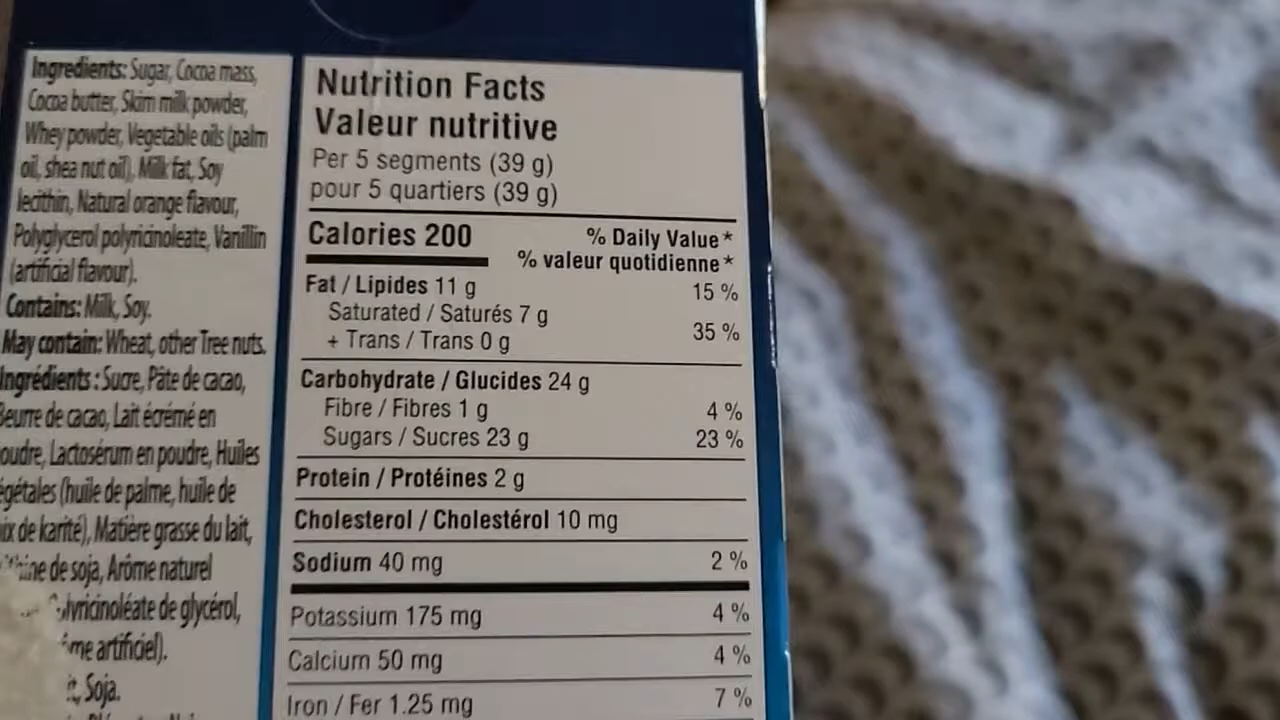 Ingredients: Sugar, Cocoa mass,
Cocoa butter, Skim milk powder,
Whey powder, Vegetable oils (palm
oil, shea nut oil), Milk fat, Soy
lecithin, Natural orange flavour,
Polyglycerol polyricinoleate, Vanillin
(artificial flavour).
Contains: Milk, Soy.
May contain: Wheat, other Tree nuts.
Ingrédients : Sucre, Pâte de cacao,
Beurre de cacao, Lait écrémé en
oudre, Lactosérum en poudre, Huiles
égétales (huile de palme, huile de
ix de karité), Matière grasse du lait,
ine de soja, Arôme naturel
lyricinoléate de glycérol,
me artificiel).
it, Soja.
Nutrition Facts
Valeur nutritive
Per 5 segments (39 g)
pour 5 quartiers (39 g)
Calories 200
% Daily Value*
% valeur quotidienne*
Fat / Lipides 11 g 15 %
Saturated / Saturés 7 g
+ Trans / Trans 0 g 35 %
Carbohydrate / Glucides 24 g
Fibre / Fibres 1 g 4 %
Sugars / Sucres 23 g 23 %
Protein / Protéines 2 g
Cholesterol / Cholestérol 10 mg
Sodium 40 mg 2 %
Potassium 175 mg 4 %
Calcium 50 mg 4 %
Iron / Fer 1.25 mg 7 %